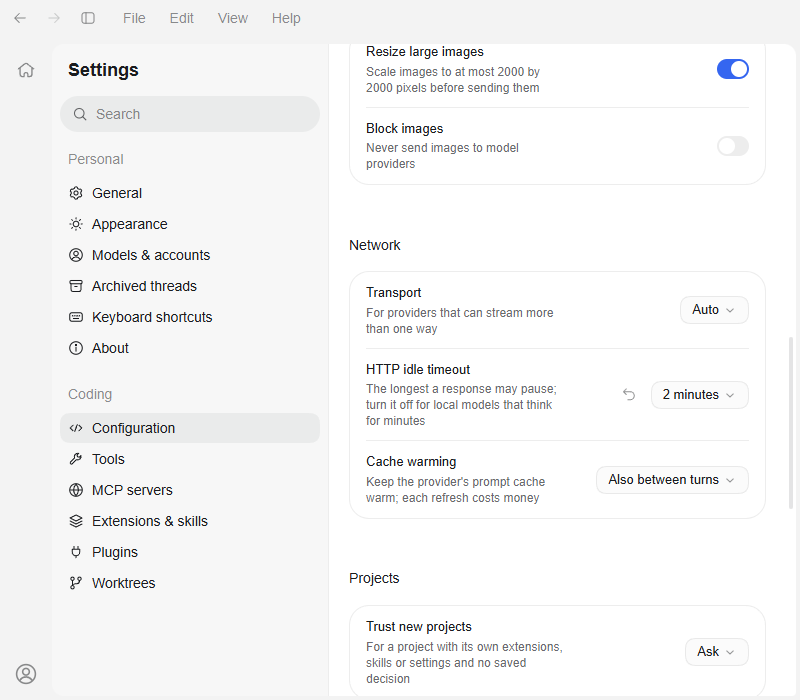 File Edit View Help
Settings
Search
Personal
General
Appearance
Models & accounts
Archived threads
Keyboard shortcuts
About
Coding
Configuration
Tools
MCP servers
Extensions & skills
Plugins
Worktrees
Resize large images
Scale images to at most 2000 by
2000 pixels before sending them
Block images
Never send images to model
providers
Network
Transport
For providers that can stream more
than one way
Auto
HTTP idle timeout
The longest a response may pause;
turn it off for local models that think
for minutes
2 minutes
Cache warming
Keep the provider's prompt cache
warm; each refresh costs money
Also between turns
Projects
Trust new projects
For a project with its own extensions,
skills or settings and no saved
decision
Ask